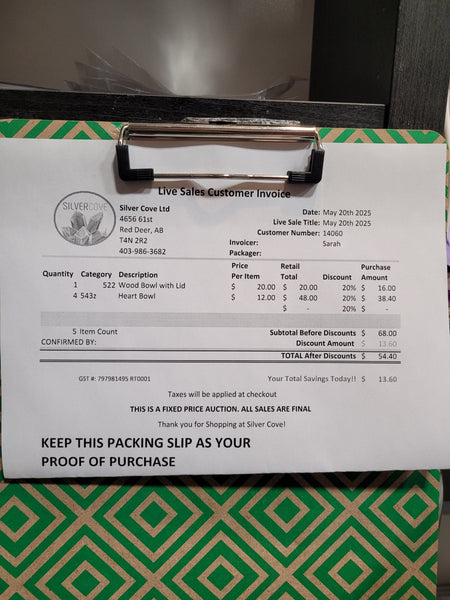 Live Sales Customer Invoice
SILVERCOVE
Silver Cove Ltd
4656 61st
Red Deer, AB
T4N 2R2
403-986-3682
Date: May 20th 2025
Live Sale Title: May 20th 2025
Customer Number: 14060
Invoicer: Sarah
Packager:
Quantity Category Description Price Per Item Retail Total Discount Purchase Amount
1 522 Wood Bowl with Lid $ 20.00 $ 20.00 20% $ 16.00
4 543z Heart Bowl $ 12.00 $ 48.00 20% $ 38.40
$ - 20% $ -
5 Item Count Subtotal Before Discounts $ 68.00
CONFIRMED BY: Discount Amount $ 13.60
TOTAL After Discounts $ 54.40
GST #: 797981495 RT0001 Your Total Savings Today!! $ 13.60
Taxes will be applied at checkout
THIS IS A FIXED PRICE AUCTION. ALL SALES ARE FINAL
Thank you for Shopping at Silver Cove!
KEEP THIS PACKING SLIP AS YOUR
PROOF OF PURCHASE